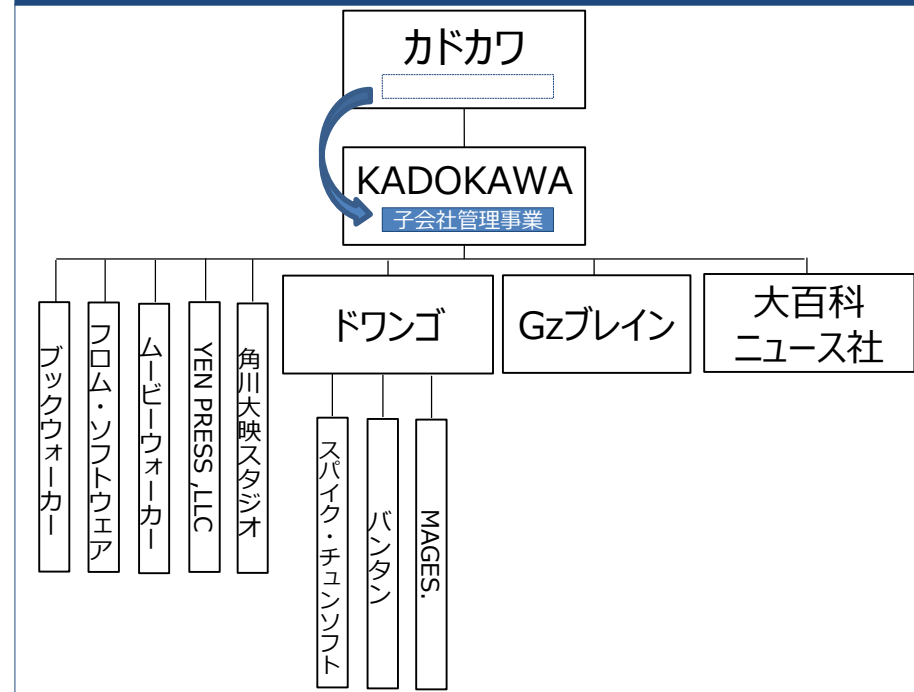 カドカワ
KADOKAWA
子会社管理事業
ドワンゴ
Gzブレイン
大百科
ニュース社
ブックウォーカー
フロム・ソフトウェア
ムービーウォーカー
YEN PRESS ,LLC
角川大映スタジオ
スパイク・チュンソフト
バンタン
MAGES.